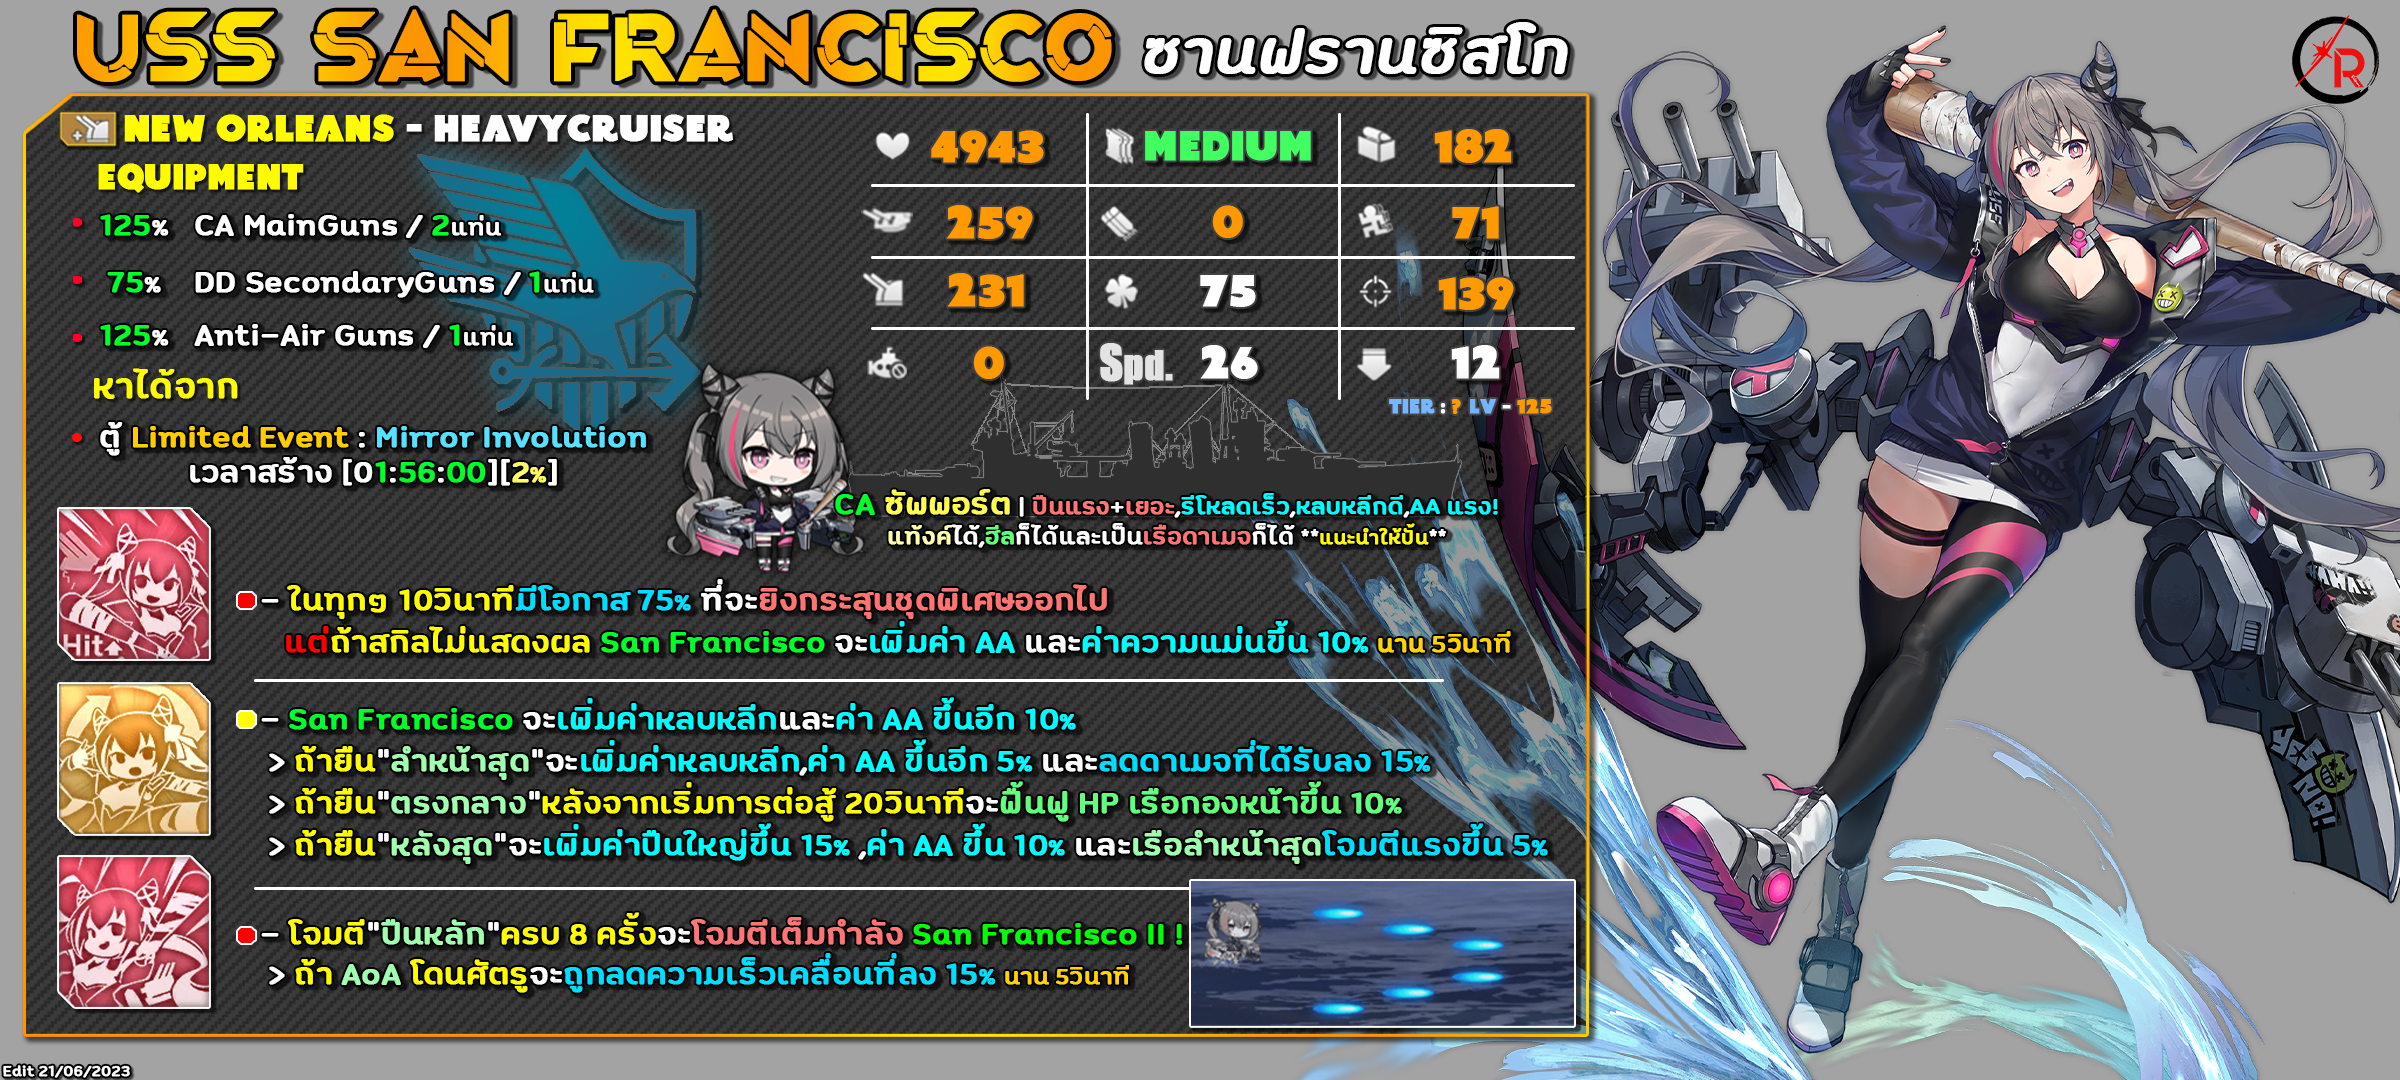 USS SAN FRANCISCO ซานฟรานซิสโก
NEW ORLEANS - HEAVYCRUISER
EQUIPMENT
125% CA MainGuns / 2แท่น
75% DD SecondaryGuns / 1แท่น
125% Anti-Air Guns / 1แท่น
หาได้จาก
ตู้ Limited Event : Mirror Involution
เวลาสร้าง [01:56:00][2%]
4943 MEDIUM 182
259 0 71
231 75 139
0 Spd. 26 12
TIER : ? LV - 125
CA ซัพพอร์ต | ปืนแรง+เยอะ,รีโหลดเร็ว,หลบหลีกดี,AA แรง!
แท้งค์ได้,ฮีลก็ได้และเป็นเรือดาเมจก็ได้ **แนะนำให้ปั้น**
Hit
- ในทุกๆ 10วินาทีมีโอกาส 75% ที่จะยิงกระสุนชุดพิเศษออกไป
แต่ถ้าสกิลไม่แสดงผล San Francisco จะเพิ่มค่า AA และค่าความแม่นขึ้น 10% นาน 5วินาที
- San Francisco จะเพิ่มค่าหลบหลีกและค่า AA ขึ้นอีก 10%
> ถ้ายืน"ลำหน้าสุด"จะเพิ่มค่าหลบหลีก,ค่า AA ขึ้นอีก 5% และลดดาเมจที่ได้รับลง 15%
> ถ้ายืน"ตรงกลาง"หลังจากเริ่มการต่อสู้ 20วินาทีจะฟื้นฟู HP เรือกองหน้าขึ้น 10%
> ถ้ายืน"หลังสุด"จะเพิ่มค่าปืนใหญ่ขึ้น 15% ,ค่า AA ขึ้น 10% และเรือลำหน้าสุดโจมตีแรงขึ้น 5%
- โจมตี"ปืนหลัก"ครบ 8 ครั้งจะโจมตีเต็มกำลัง San Francisco II !
> ถ้า AoA โดนศัตรูจะถูกลดความเร็วเคลื่อนที่ลง 15% นาน 5วินาที
R
YES
NO!
Edit 21/06/2023